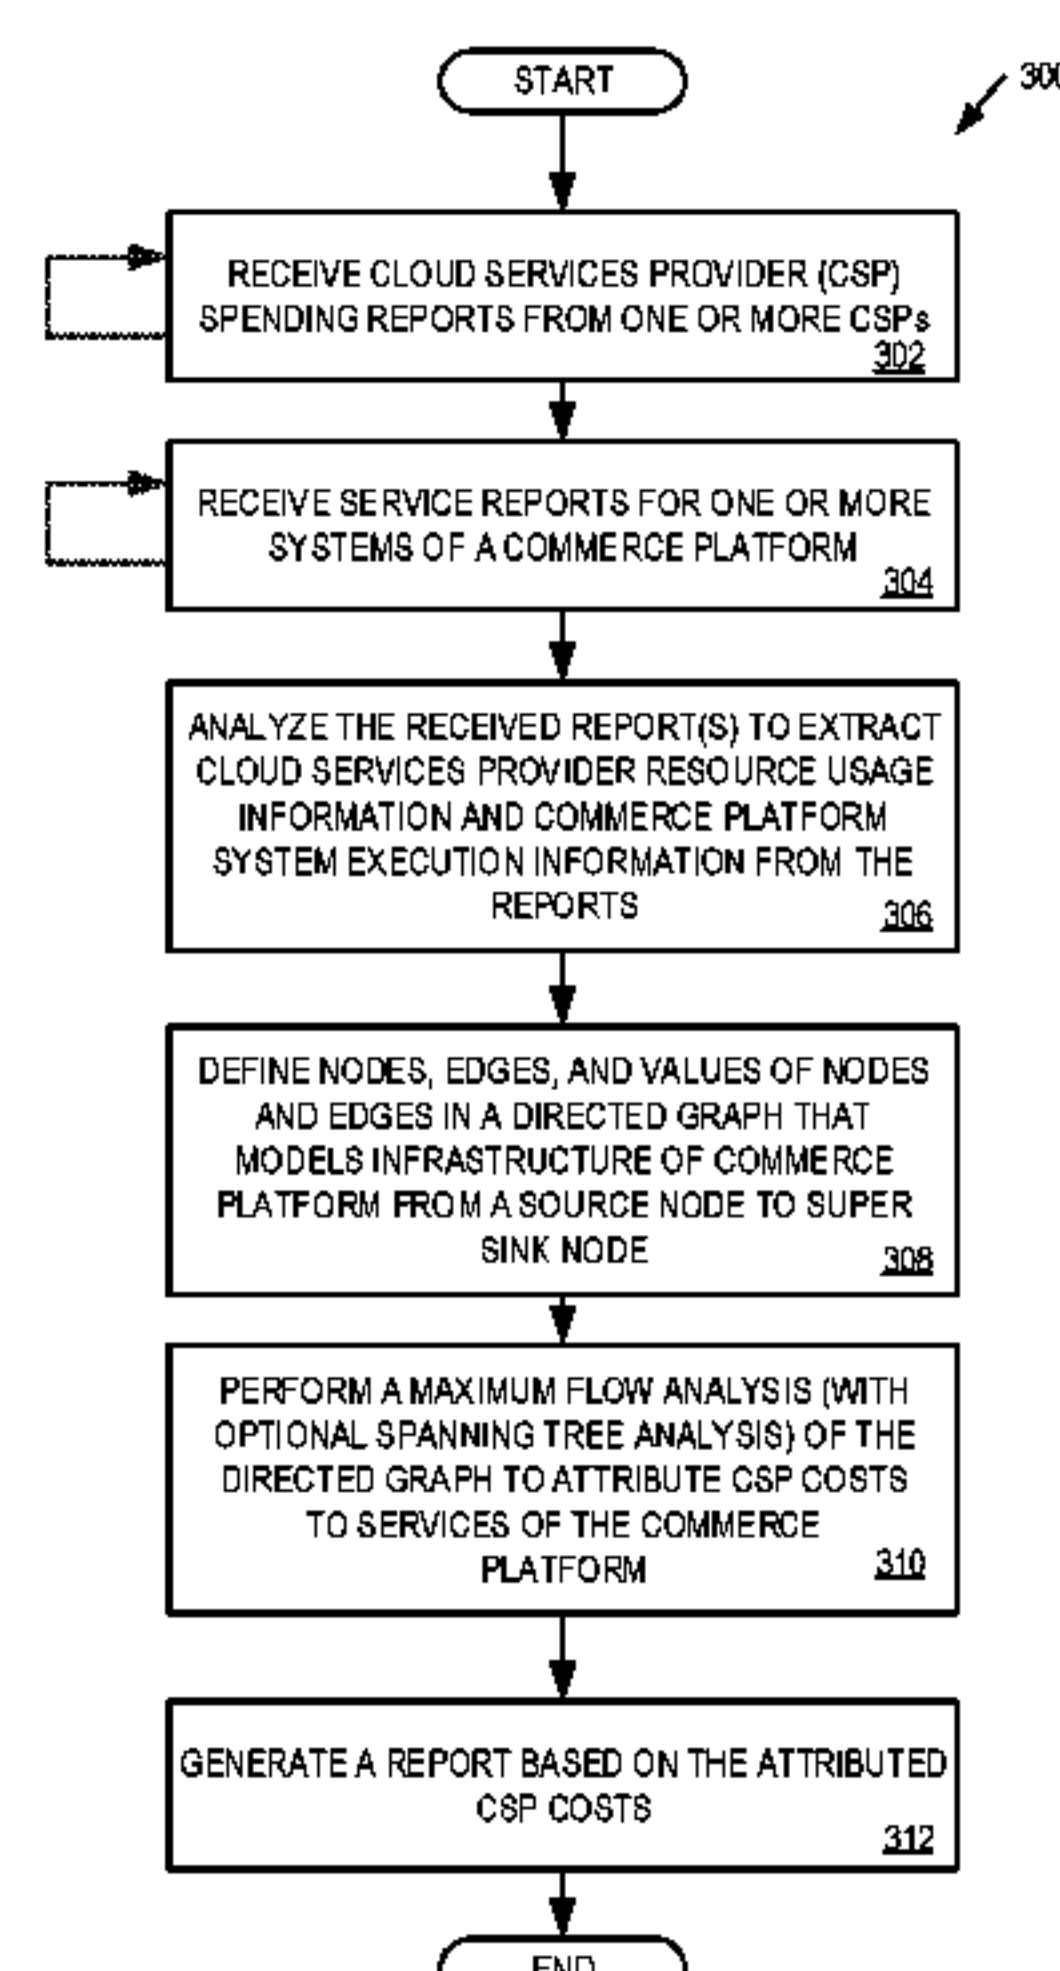 START
300
RECEIVE CLOUD SERVICES PROVIDER (CSP)
SPENDING REPORTS FROM ONE OR MORE CSPs
302
RECEIVE SERVICE REPORTS FOR ONE OR MORE
SYSTEMS OF A COMMERCE PLATFORM
304
ANALYZE THE RECEIVED REPORT(S) TO EXTRACT
CLOUD SERVICES PROVIDER RESOURCE USAGE
INFORMATION AND COMMERCE PLATFORM
SYSTEM EXECUTION INFORMATION FROM THE
REPORTS
306
DEFINE NODES, EDGES, AND VALUES OF NODES
AND EDGES IN A DIRECTED GRAPH THAT
MODELS INFRASTRUCTURE OF COMMERCE
PLATFORM FROM A SOURCE NODE TO SUPER
SINK NODE
308
PERFORM A MAXIMUM FLOW ANALYSIS (WITH
OPTIONAL SPANNING TREE ANALYSIS) OF THE
DIRECTED GRAPH TO ATTRIBUTE CSP COSTS
TO SERVICES OF THE COMMERCE
PLATFORM
310
GENERATE A REPORT BASED ON THE ATTRIBUTED
CSP COSTS
312
END